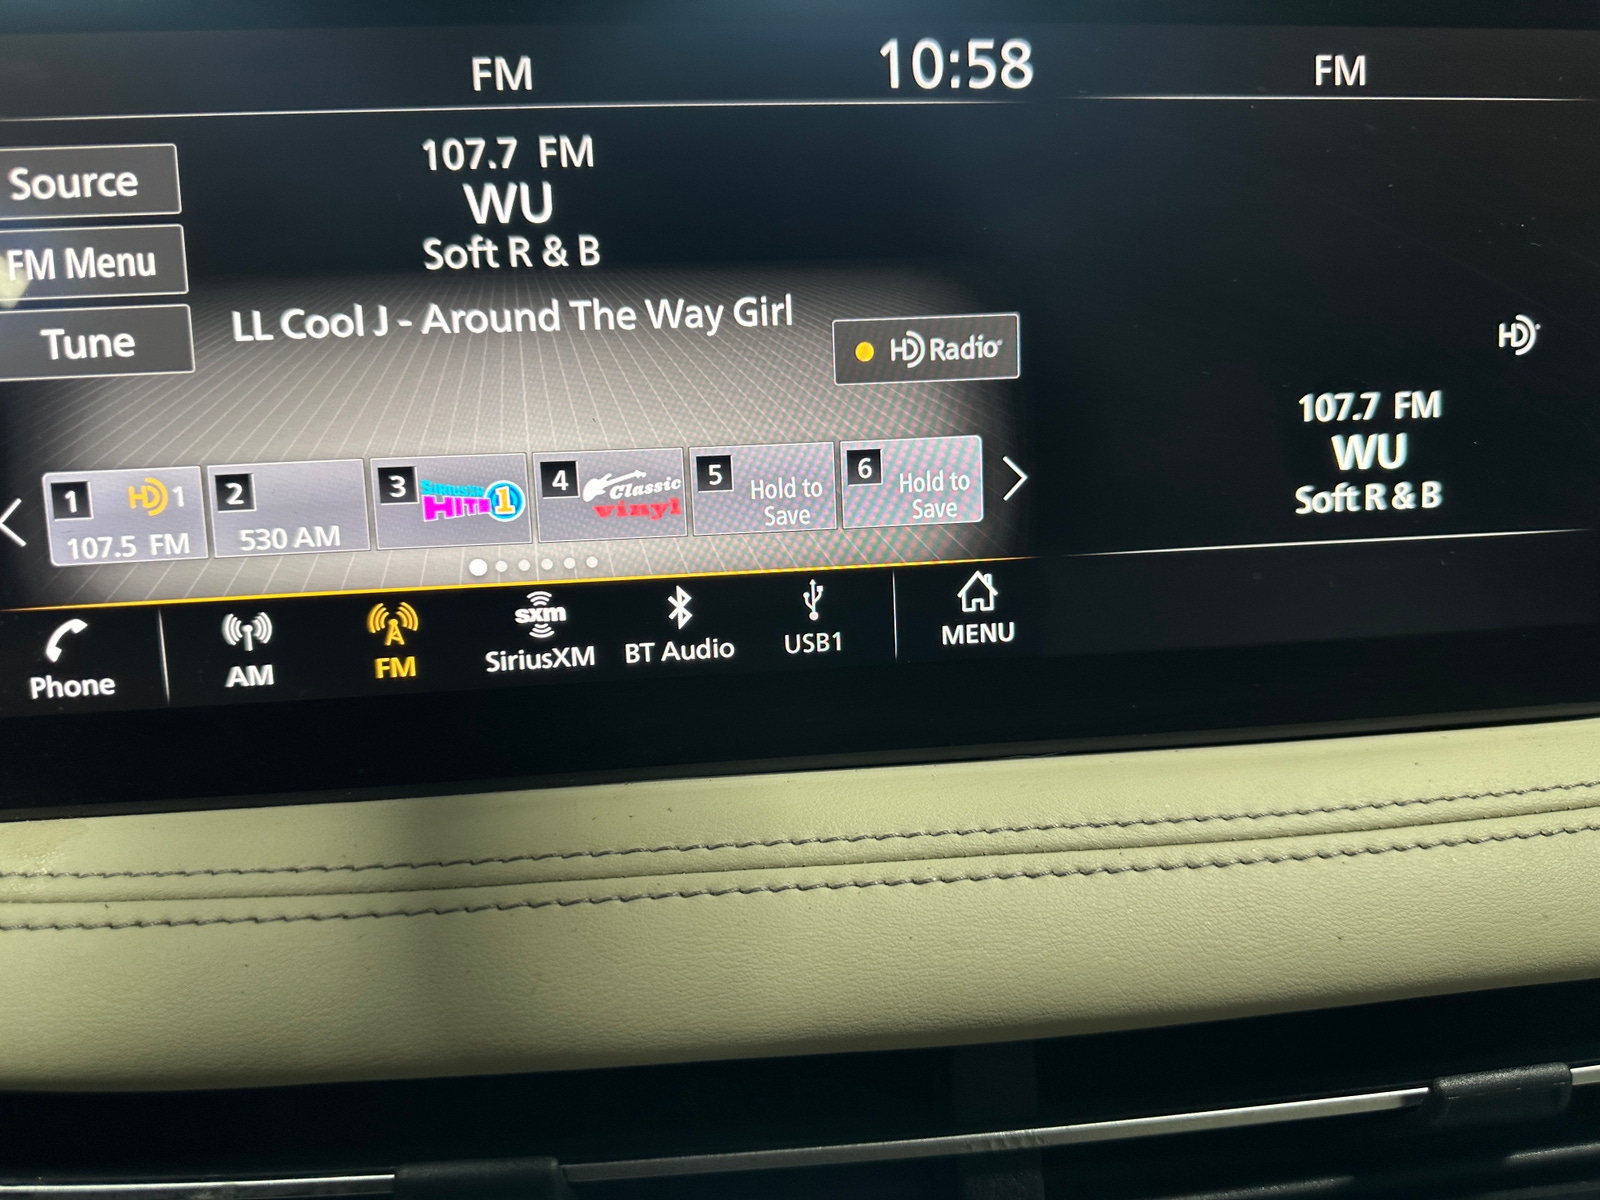 FM
10:58
FM
Source
FM Menu
Tune
107.7 FM
WU
Soft R & B
LL Cool J - Around The Way Girl
HD Radio
HD
107.7 FM
WU
Soft R & B
1 HD 1
107.5 FM
2
530 AM
3 SiriusXM
HITS 1
4 Classic
vinyl
5
Hold to
Save
6
Hold to
Save
Phone
AM
FM
sxm
SiriusXM
BT Audio
USB1
MENU